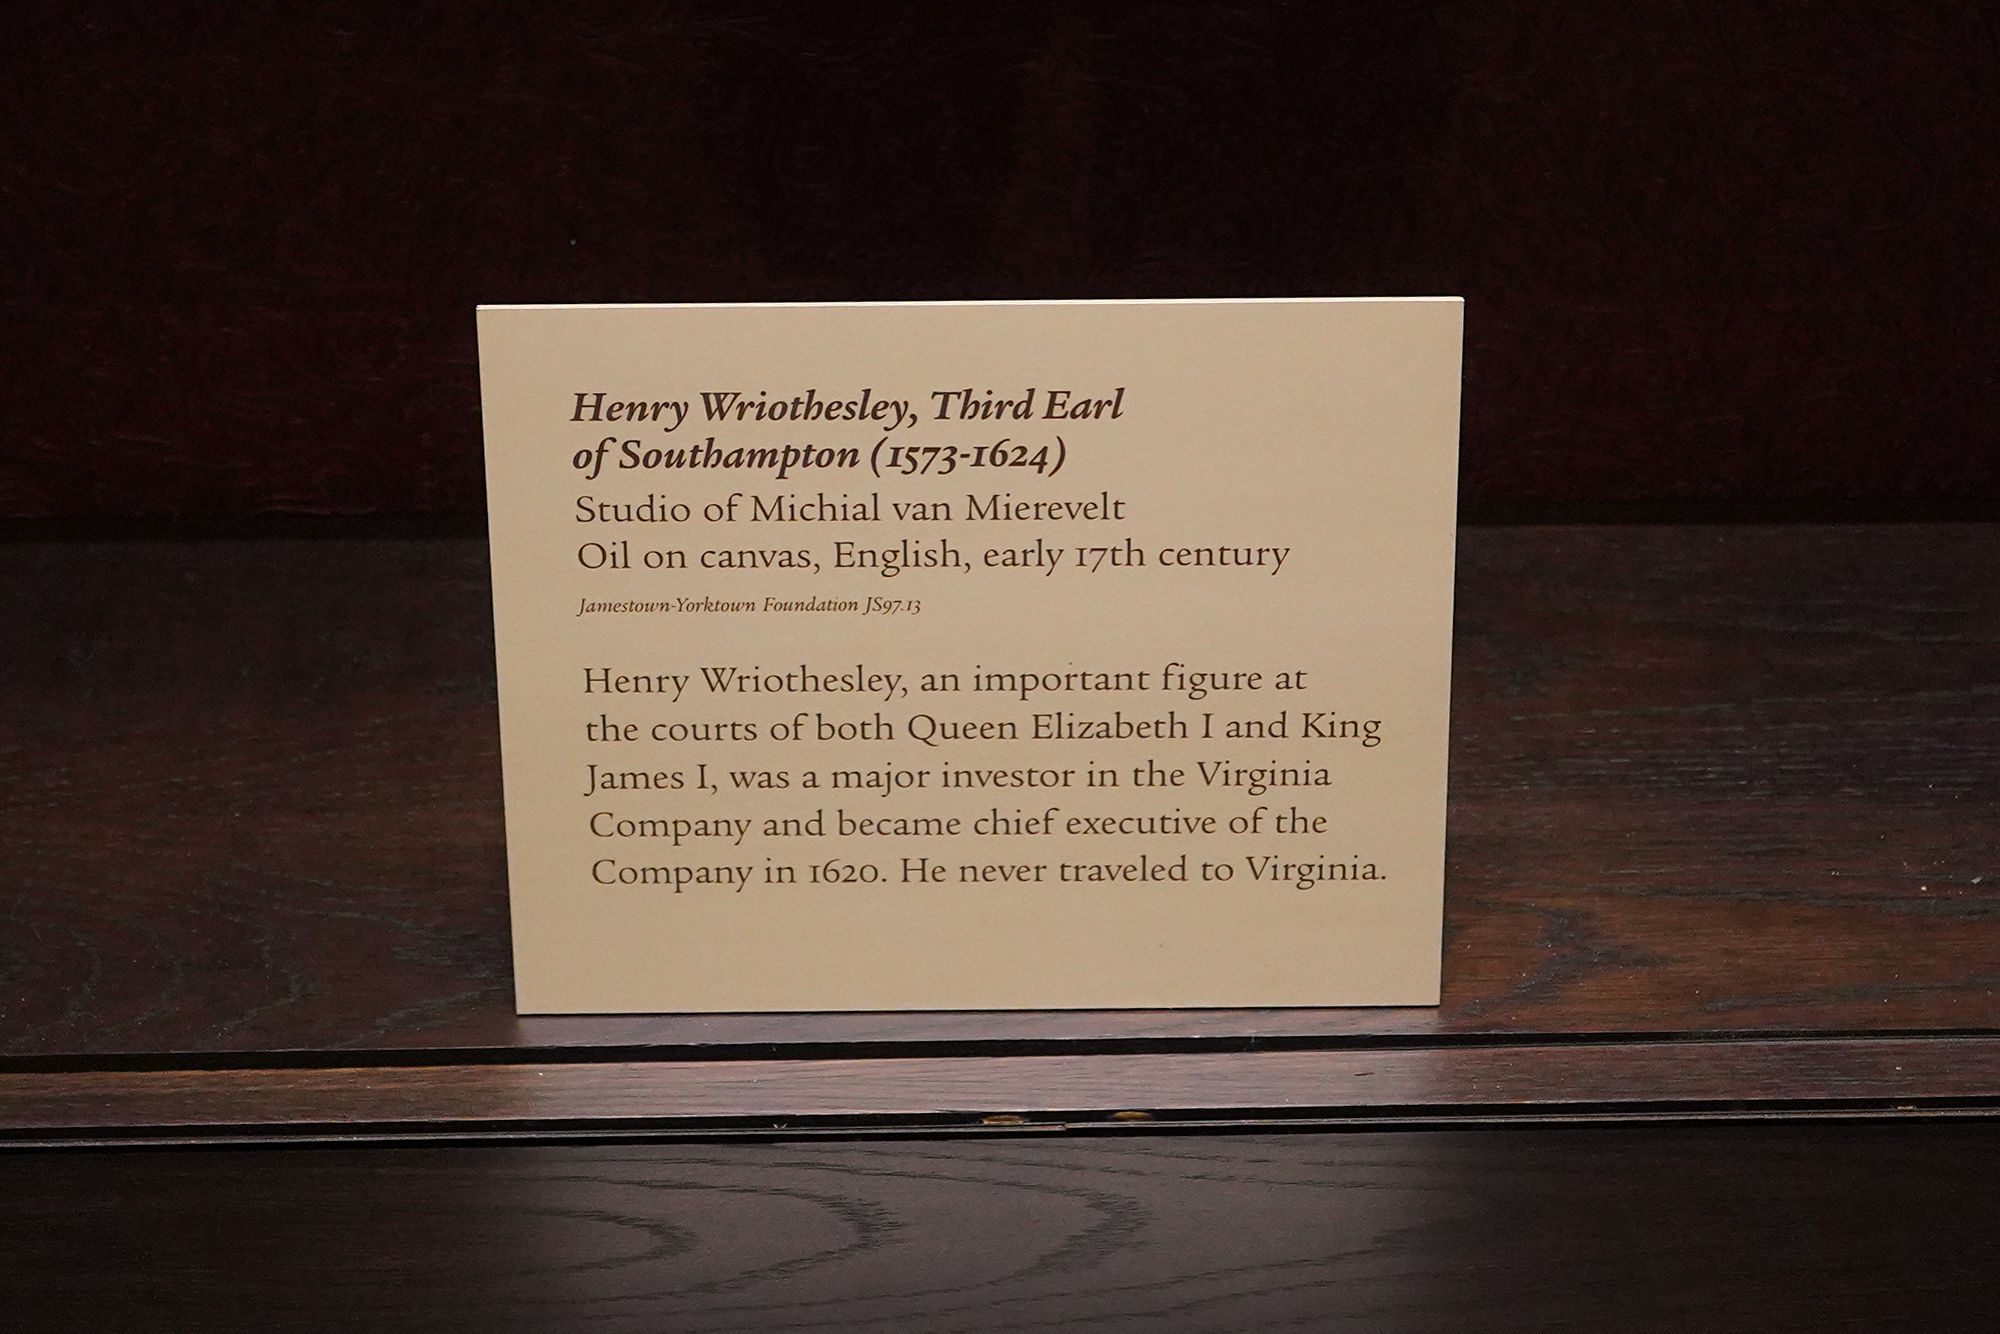 Henry Wriothesley, Third Earl
of Southampton (1573-1624)
Studio of Michial van Mierevelt
Oil on canvas, English, early 17th century
Jamestown-Yorktown Foundation JS97.13
Henry Wriothesley, an important figure at
the courts of both Queen Elizabeth I and King
James I, was a major investor in the Virginia
Company and became chief executive of the
Company in 1620. He never traveled to Virginia.